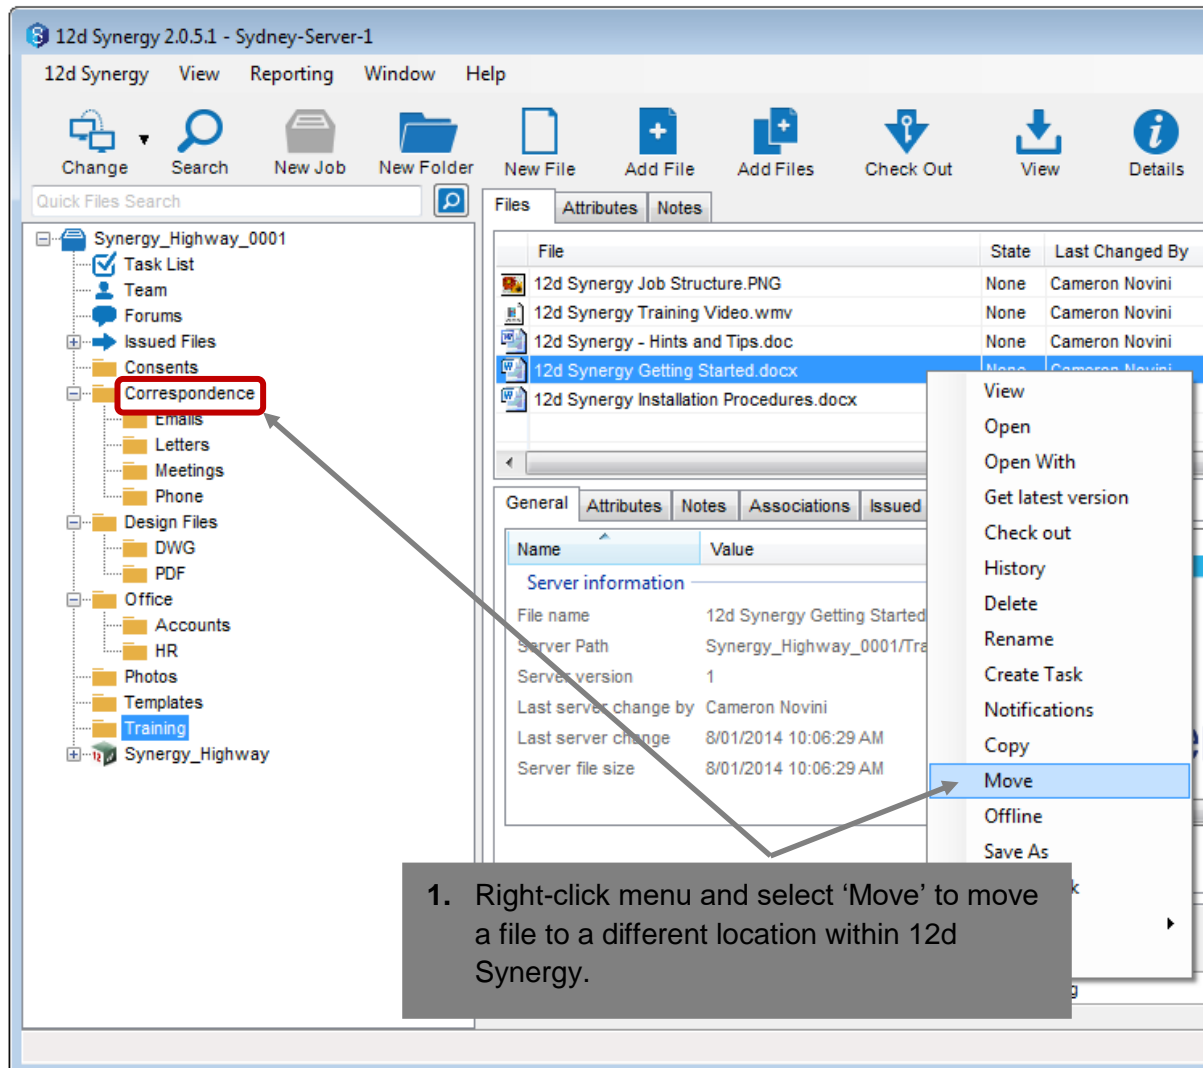 12d Synergy 2.0.5.1 - Sydney-Server-1
12d Synergy View Reporting Window Help
Change Search New Job New Folder New File Add File Add Files Check Out View Details
Quick Files Search
Files Attributes Notes
Synergy_Highway_0001
Task List
Team
Forums
Issued Files
Consents
Correspondence
Emails
Letters
Meetings
Phone
Design Files
DWG
PDF
Office
Accounts
HR
Photos
Templates
Training
Synergy_Highway
File State Last Changed By
12d Synergy Job Structure.PNG None Cameron Novini
12d Synergy Training Video.wmv None Cameron Novini
12d Synergy - Hints and Tips.doc None Cameron Novini
12d Synergy Getting Started.docx None Cameron Novini
12d Synergy Installation Procedures.docx
General Attributes Notes Associations Issued
Name Value
Server information
File name 12d Synergy Getting Started
Server Path Synergy_Highway_0001/Tra
Server version 1
Last server change by Cameron Novini
Last server change 8/01/2014 10:06:29 AM
Server file size 8/01/2014 10:06:29 AM
View
Open
Open With
Get latest version
Check out
History
Delete
Rename
Create Task
Notifications
Copy
Move
Offline
Save As
1. Right-click menu and select ‘Move’ to move
a file to a different location within 12d
Synergy.